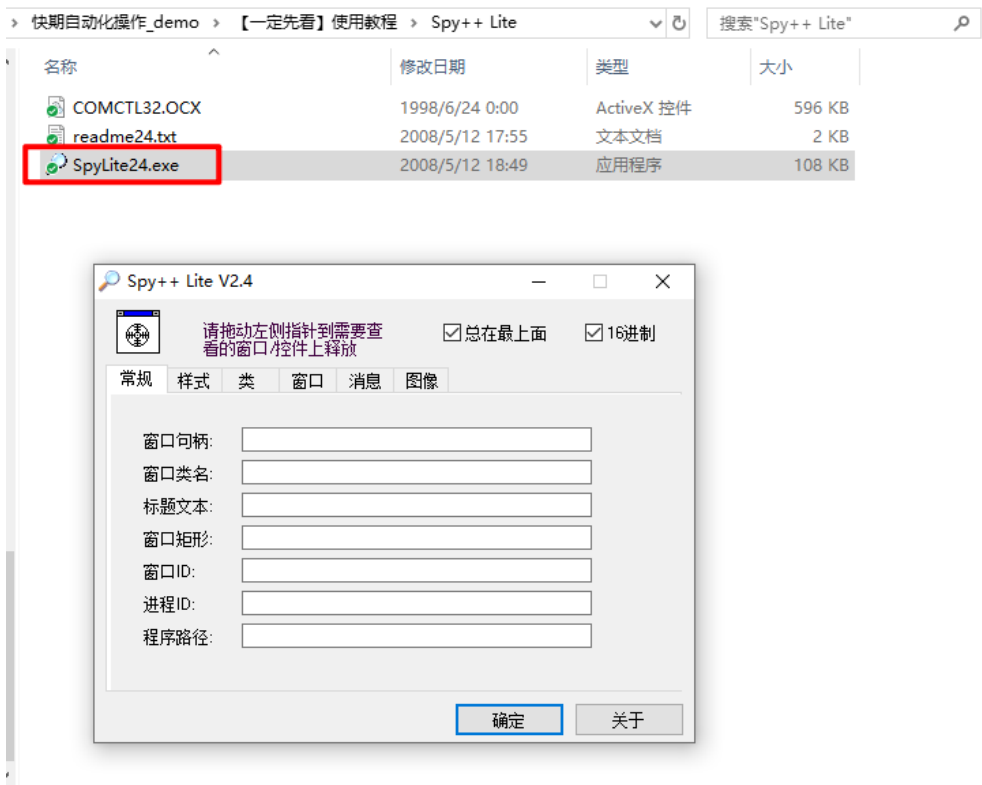 › 快期自动化操作_demo › 【一定先看】使用教程 › Spy++ Lite 搜索"Spy++ Lite"
名称 修改日期 类型 大小
COMCTL32.OCX 1998/6/24 0:00 ActiveX 控件 596 KB
readme24.txt 2008/5/12 17:55 文本文档 2 KB
SpyLite24.exe 2008/5/12 18:49 应用程序 108 KB
Spy++ Lite V2.4
请拖动左侧指针到需要查
看的窗口/控件上释放
总在最上面 16进制
常规 样式 类 窗口 消息 图像
窗口句柄:
窗口类名:
标题文本:
窗口矩形:
窗口ID:
进程ID:
程序路径:
确定 关于